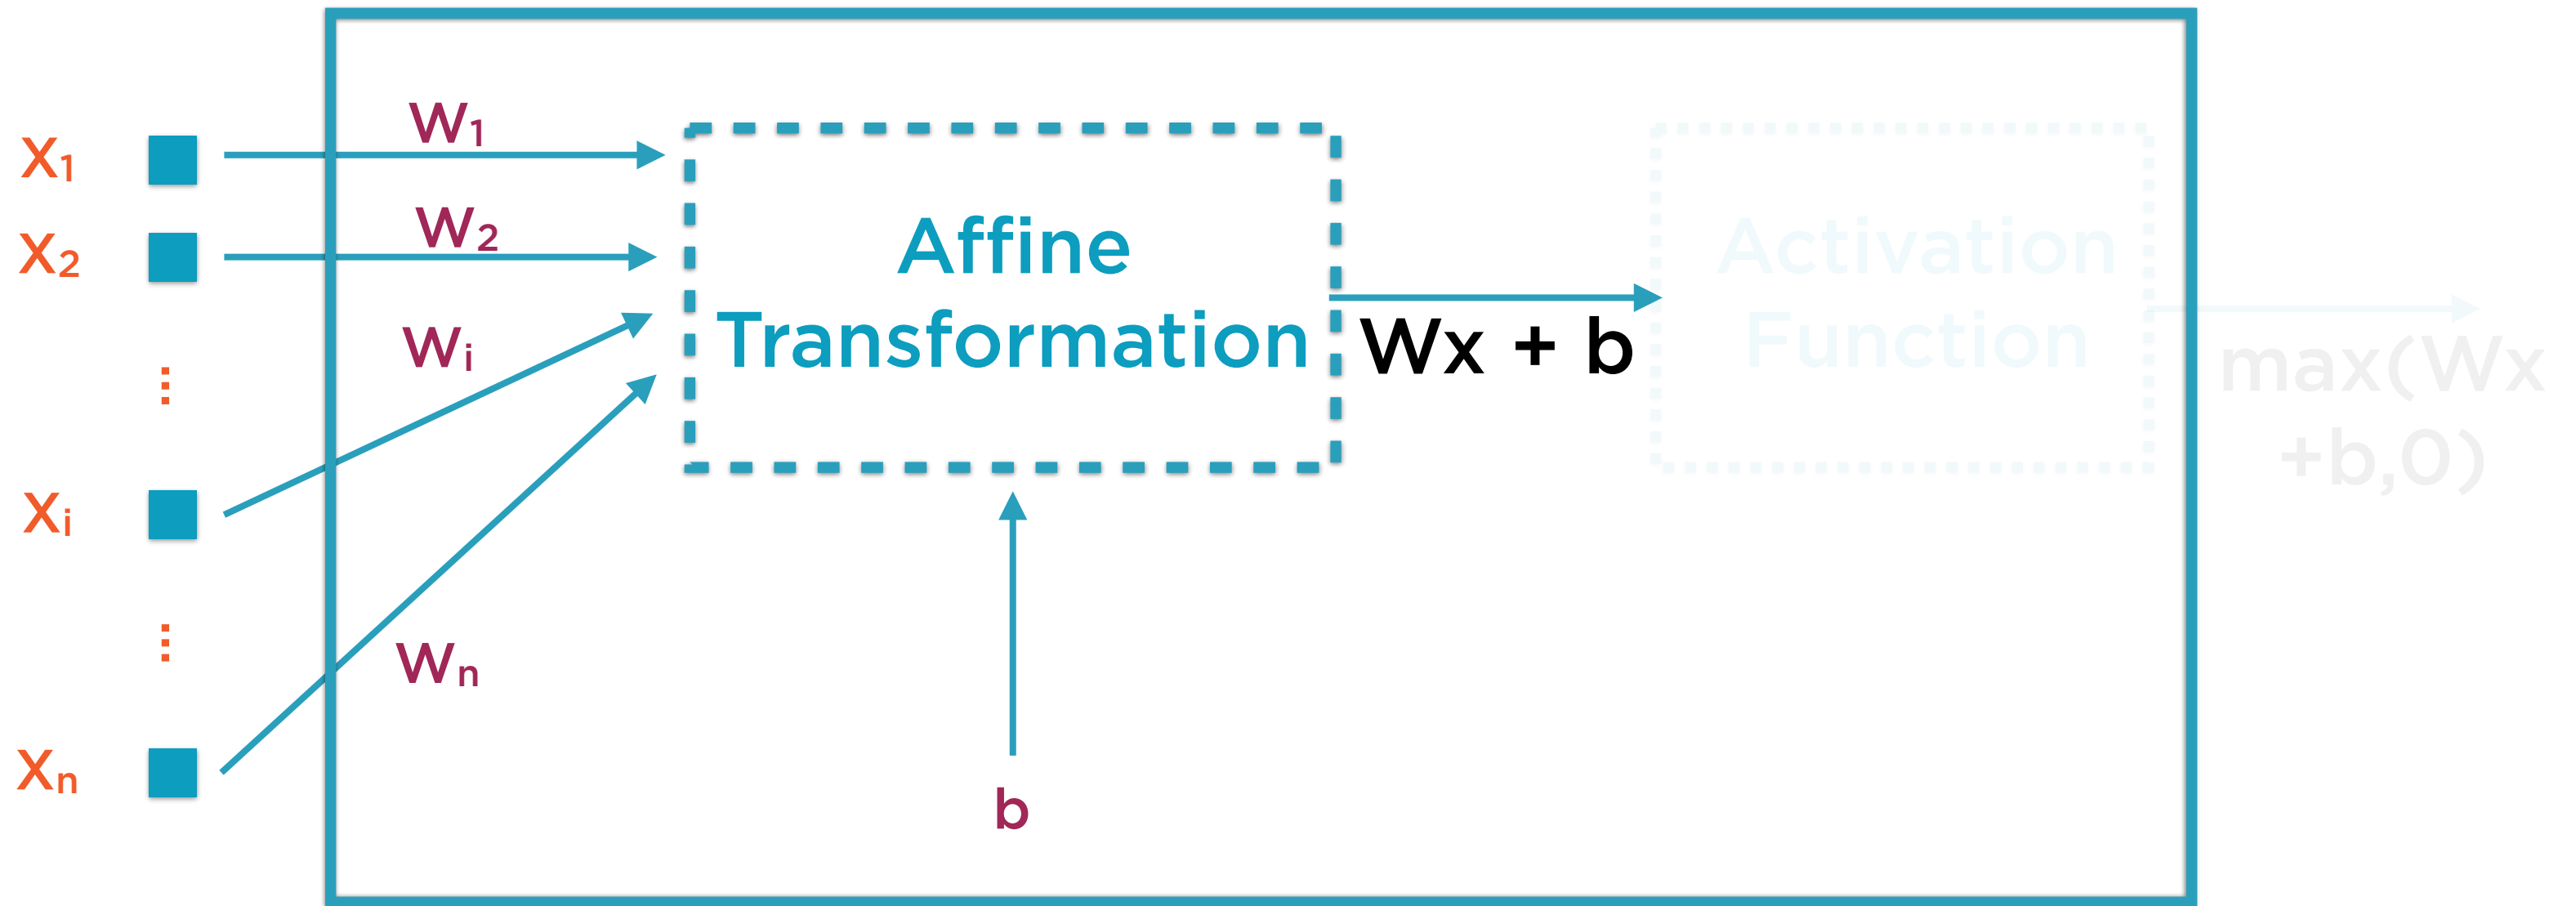 X₁
W₁
X₂
W₂
Wᵢ
⋮
Xᵢ
⋮
Wₙ
Xₙ
Affine
Transformation
b
Wx + b
Activation
Function
max(Wx
+b,0)